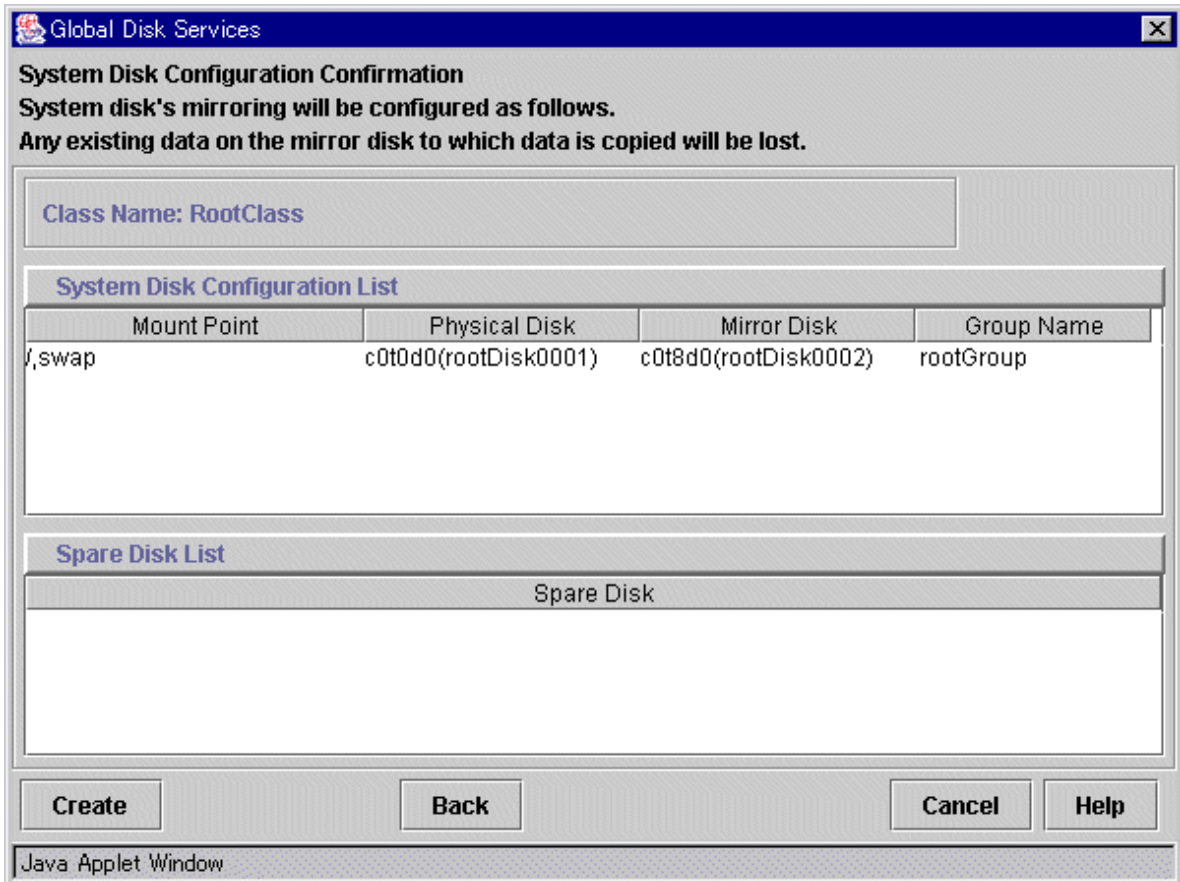 Global Disk Services
System Disk Configuration Confirmation
System disk's mirroring will be configured as follows.
Any existing data on the mirror disk to which data is copied will be lost.
Class Name: RootClass
System Disk Configuration List
Mount Point Physical Disk Mirror Disk Group Name
/,swap c0t0d0(rootDisk0001) c0t8d0(rootDisk0002) rootGroup
Spare Disk List
Spare Disk
Create Back Cancel Help
Java Applet Window